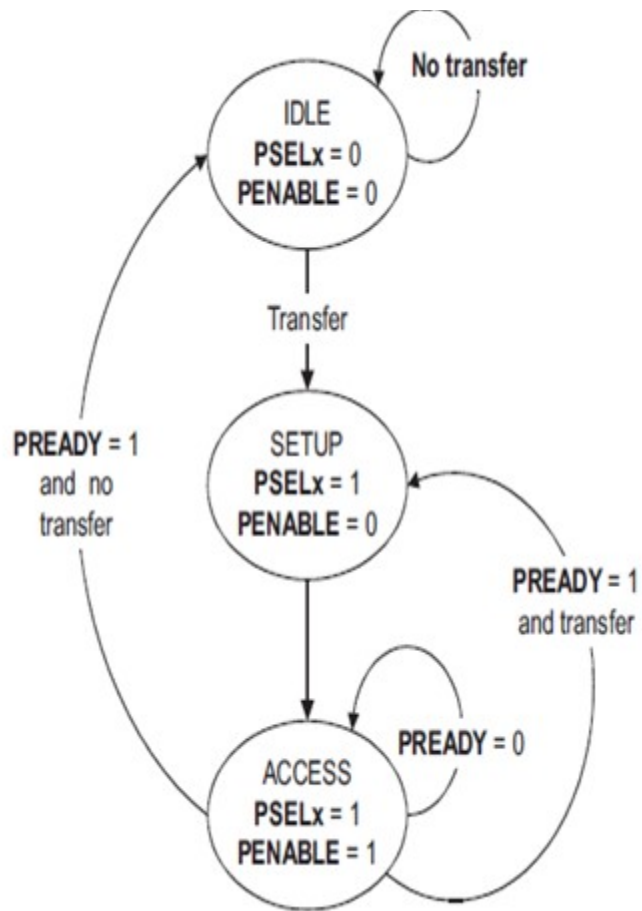 No transfer
IDLE
PSELx = 0
PENABLE = 0
Transfer
SETUP
PSELx = 1
PENABLE = 0
PREADY = 1
and no
transfer
PREADY = 1
and transfer
PREADY = 0
ACCESS
PSELx = 1
PENABLE = 1